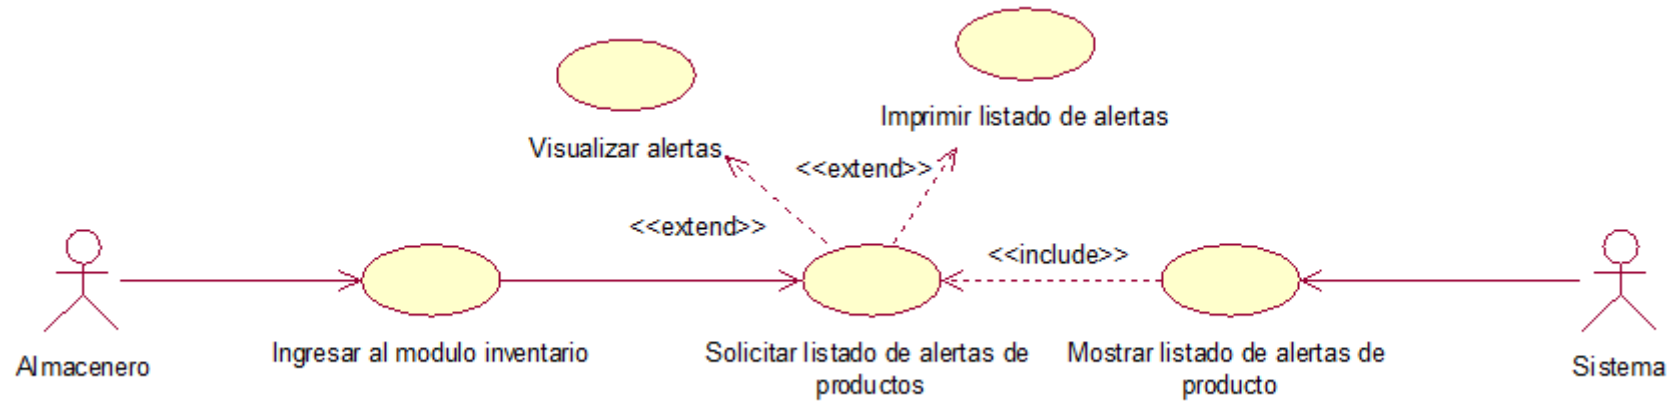 Imprimir listado de alertas
Visualizar alertas
<<extend>>
<<extend>>
<<include>>
Almacenero
Ingresar al modulo inventario
Solicitar listado de alertas de
productos
Mostrar listado de alertas de
producto
Sistema